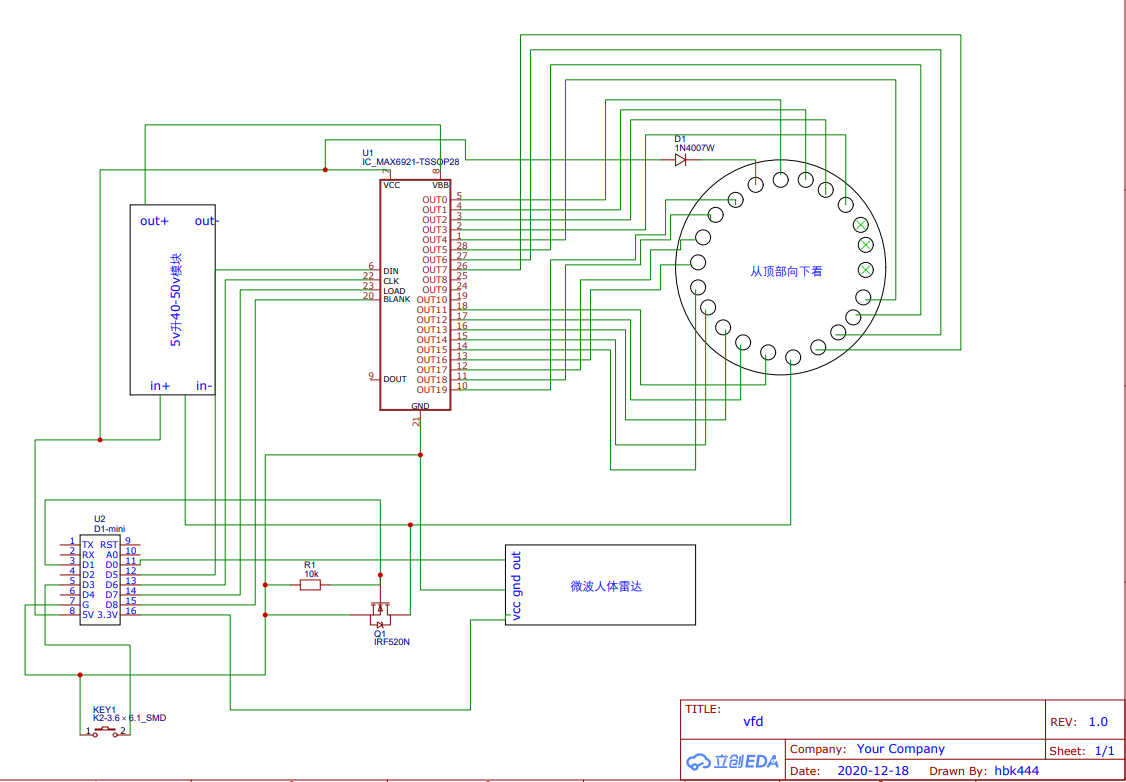 D1
1N4007W
U1
IC_MAX6921-TSSOP28
7
8
VCC
VBB
OUT0 5
OUT1 4
OUT2 3
OUT3 2
OUT4 1
OUT5 28
OUT6 27
OUT7 26
OUT8 25
OUT9 24
OUT10 19
OUT11 18
OUT12 17
OUT13 16
OUT14 15
OUT15 14
OUT16 13
OUT17 12
OUT18 11
OUT19 10
6 DIN
22 CLK
23 LOAD
20 BLANK
9 DOUT
GND
21
out+ out-
5v升40-50v模块
in+ in-
从顶部向下看
U2
D1-mini
1 TX RST 9
2 RX A0 10
3 D1 D0 11
4 D2 D5 12
5 D3 D6 13
6 D4 D7 14
7 G D8 15
8 5V 3.3V 16
R1
10k
Q1
IRF520N
vcc gnd out
微波人体雷达
KEY1
K2-3.6×6.1_SMD
1 2
TITLE:
vfd
REV: 1.0
立创EDA
Company: Your Company
Sheet: 1/1
Date: 2020-12-18 Drawn By: hbk444